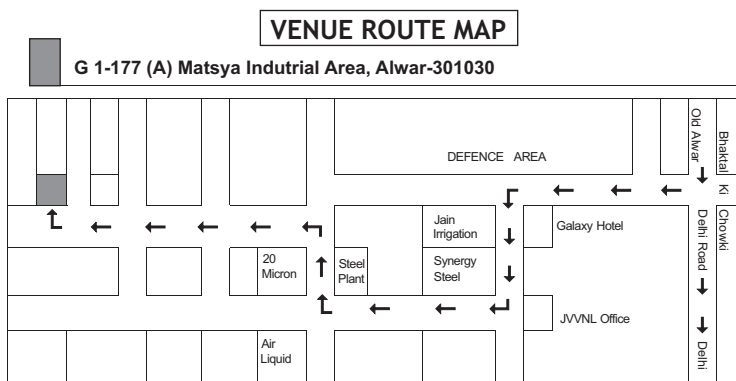 VENUE ROUTE MAP
G 1-177 (A) Matsya Indutrial Area, Alwar-301030
Old Alwar
Bhaktal
DEFENCE AREA
Ki
Jain
Irrigation
Galaxy Hotel
Delhi Road
Chowki
20
Micron
Steel
Plant
Synergy
Steel
JVVNL Office
Air
Liquid
Delhi